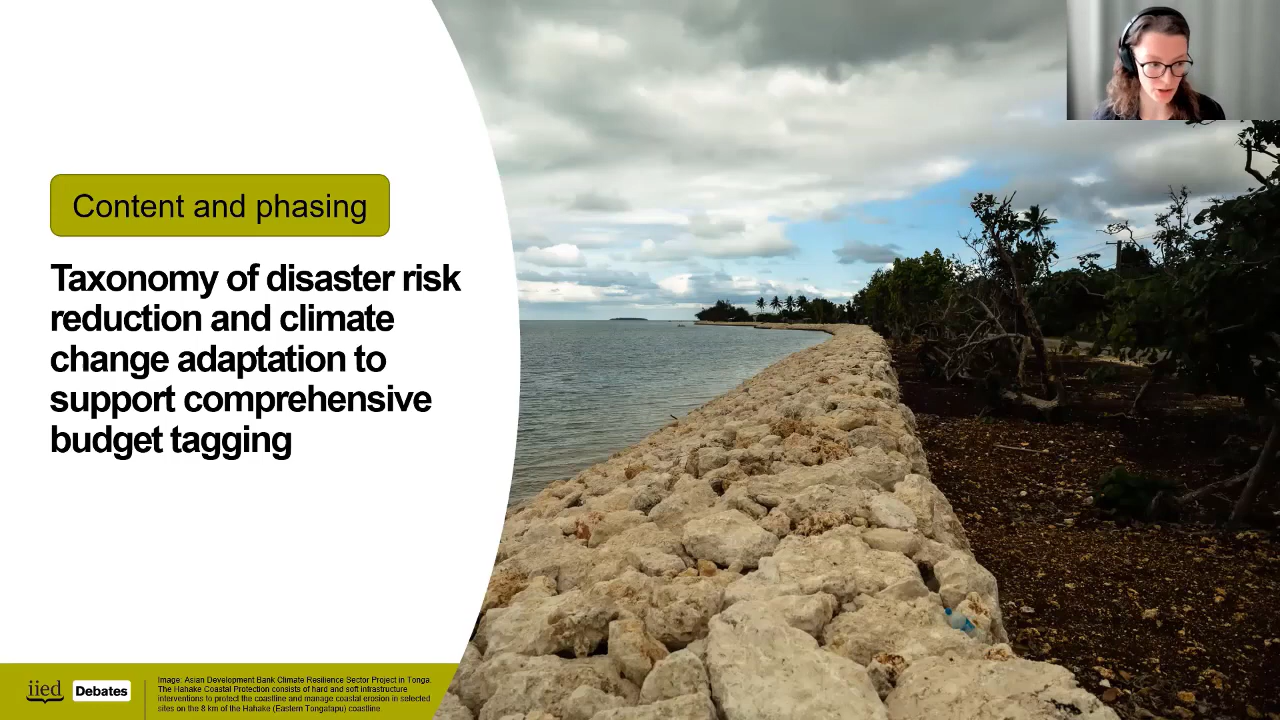 Content and phasing
Taxonomy of disaster risk
reduction and climate
change adaptation to
support comprehensive
budget tagging
iied
Debates
Image: Asian Development Bank Climate Resilience Sector Project in Tonga.
The Hahake Coastal Protection consists of hard and soft infrastructure
interventions to protect the coastline and manage coastal erosion in selected
sites on the 8 km of the Hahake (Eastern Tongatapu) coastline